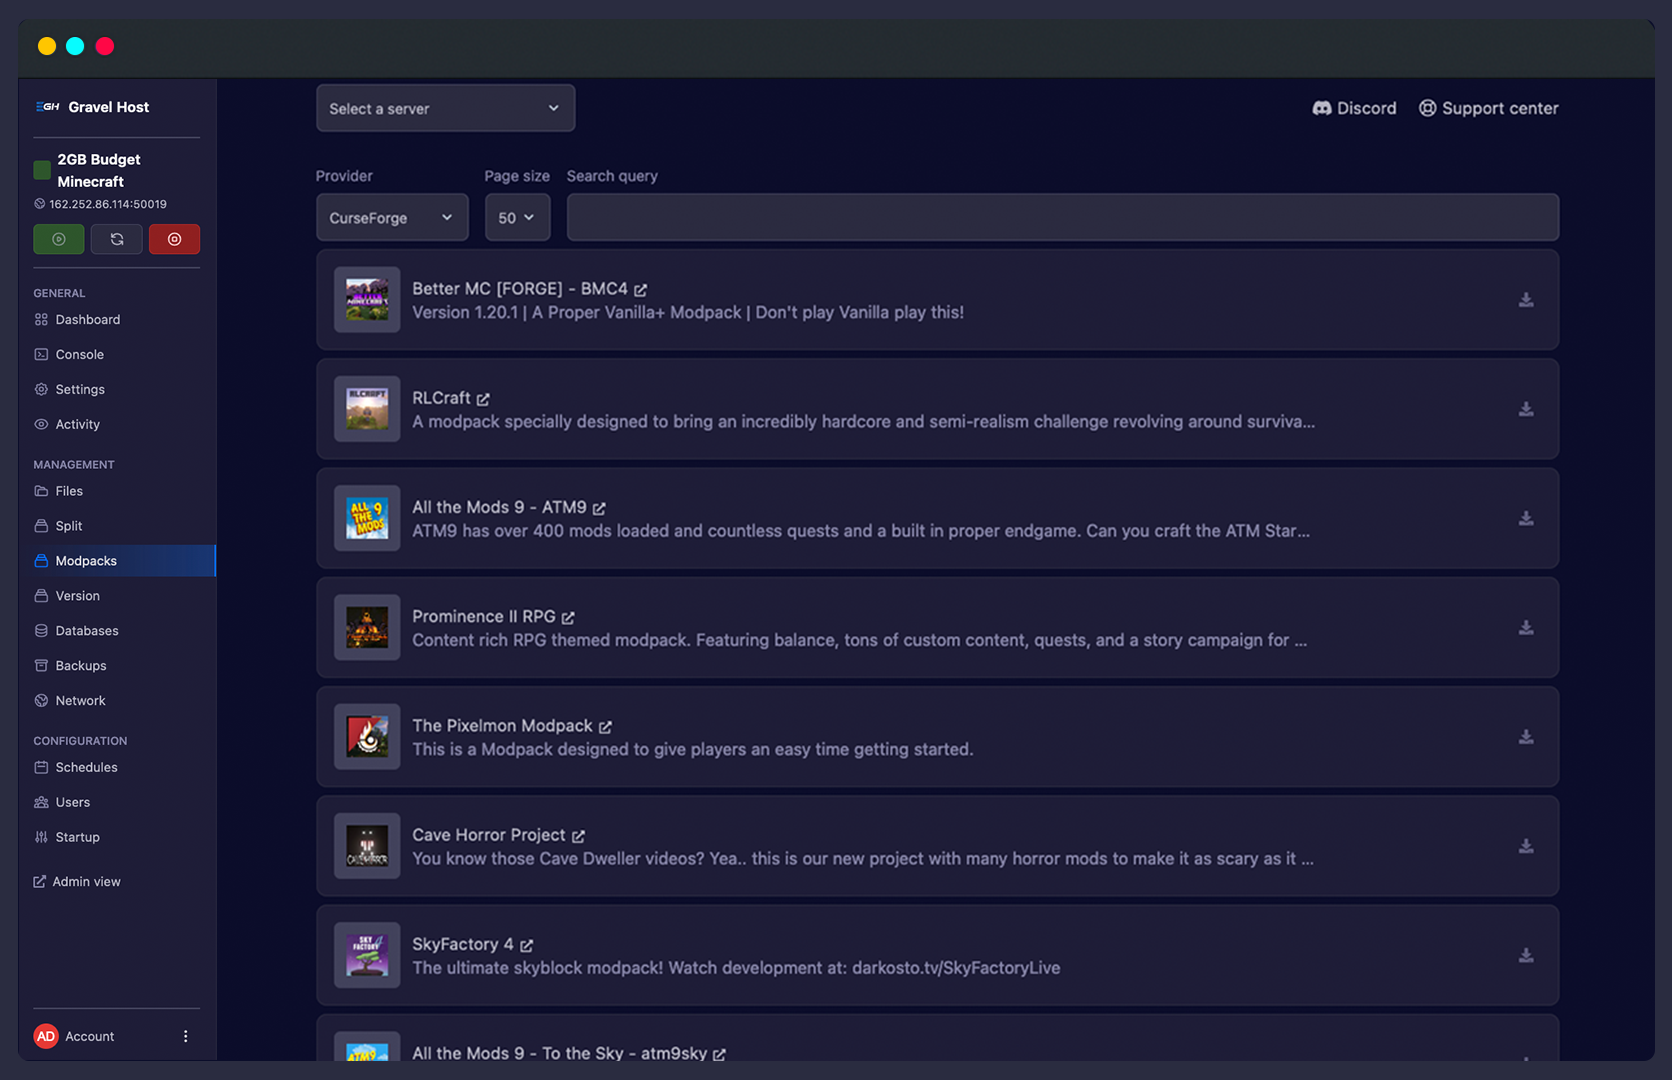 GH Gravel Host
2GB Budget
Minecraft
162.252.86.114:50019
GENERAL
Dashboard
Console
Settings
Activity
MANAGEMENT
Files
Split
Modpacks
Version
Databases
Backups
Network
CONFIGURATION
Schedules
Users
Startup
Admin view
AD Account
Select a server
Discord
Support center
Provider
Page size
Search query
CurseForge
50
Better MC [FORGE] - BMC4
Version 1.20.1 | A Proper Vanilla+ Modpack | Don't play Vanilla play this!
RLCRAFT
RLCraft
A modpack specially designed to bring an incredibly hardcore and semi-realism challenge revolving around surviva...
ALL 9
THE
MODS
All the Mods 9 - ATM9
ATM9 has over 400 mods loaded and countless quests and a built in proper endgame. Can you craft the ATM Star...
Prominence II RPG
Content rich RPG themed modpack. Featuring balance, tons of custom content, quests, and a story campaign for ...
The Pixelmon Modpack
This is a Modpack designed to give players an easy time getting started.
Cave Horror Project
You know those Cave Dweller videos? Yea.. this is our new project with many horror mods to make it as scary as it ...
SKY
FACTORY 4
SkyFactory 4
The ultimate skyblock modpack! Watch development at: darkosto.tv/SkyFactoryLive
ATM9
All the Mods 9 - To the Sky - atm9sky